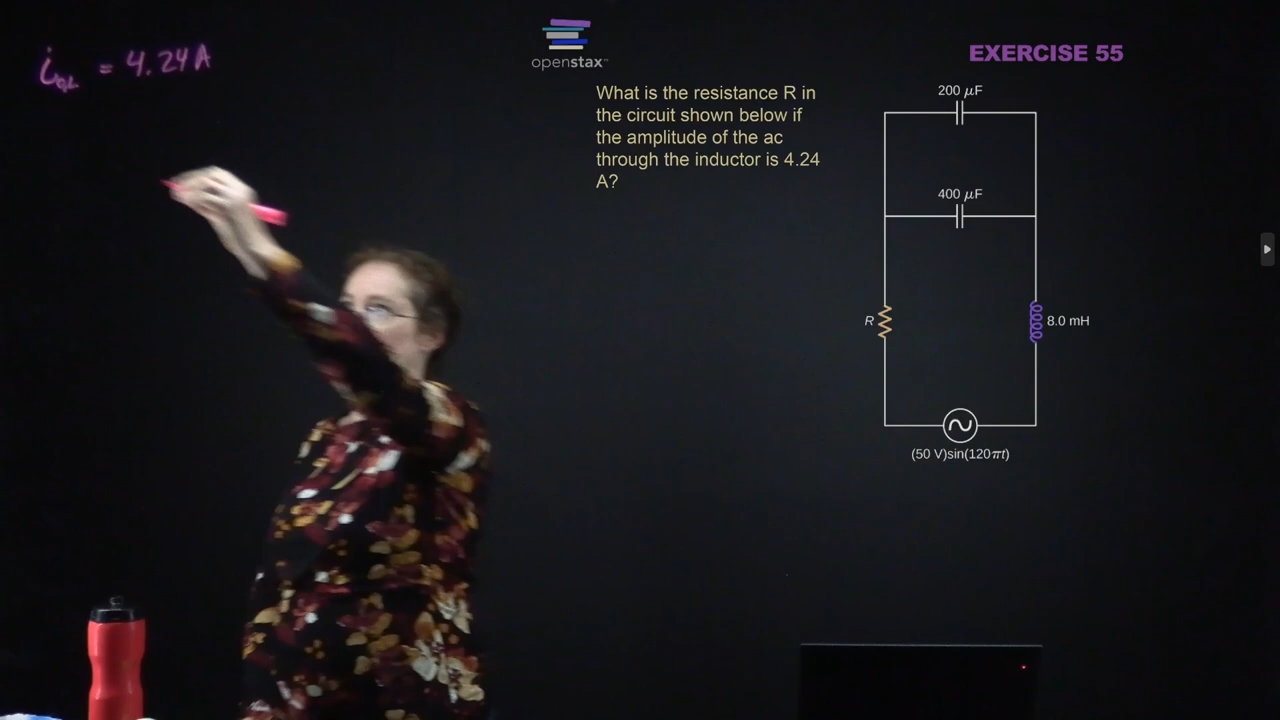 i₀L = 4.24 A
openstax™
EXERCISE 55
What is the resistance R in
the circuit shown below if
the amplitude of the ac
through the inductor is 4.24
A?
200 μF
400 μF
R
8.0 mH
(50 V)sin(120πt)